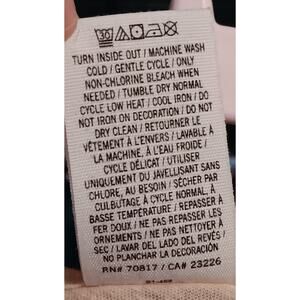 30
TURN INSIDE OUT / MACHINE WASH
COLD / GENTLE CYCLE / ONLY
NON-CHLORINE BLEACH WHEN
NEEDED / TUMBLE DRY NORMAL
CYCLE LOW HEAT / COOL IRON / DO
NOT IRON ON DECORATION / DO NOT
DRY CLEAN / RETOURNER LE
VÊTEMENT À L'ENVERS / LAVABLE À
LA MACHINE, À L'EAU FROIDE /
CYCLE DÉLICAT / UTILISER
UNIQUEMENT DU JAVELLISANT SANS
CHLORE, AU BESOIN / SÉCHER PAR
CULBUTAGE À CYCLE NORMAL, À
BASSE TEMPÉRATURE / REPASSER À
FER DOUX / NE PAS REPASSER LES
ORNEMENTS / NE PAS NETTOYER À
SEC / LAVAR DEL LADO DEL REVÉS /
NO PLANCHAR LA DECORACIÓN
RN# 70817 / CA# 23226